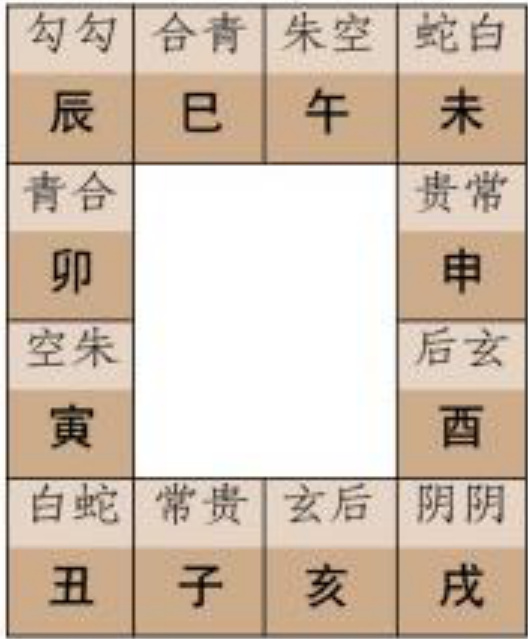 勾勾 合青 朱空 蛇白
辰 巳 午 未
青合 贵常
卯 申
空朱 后玄
寅 酉
白蛇 常贵 玄后 阴阴
丑 子 亥 戌